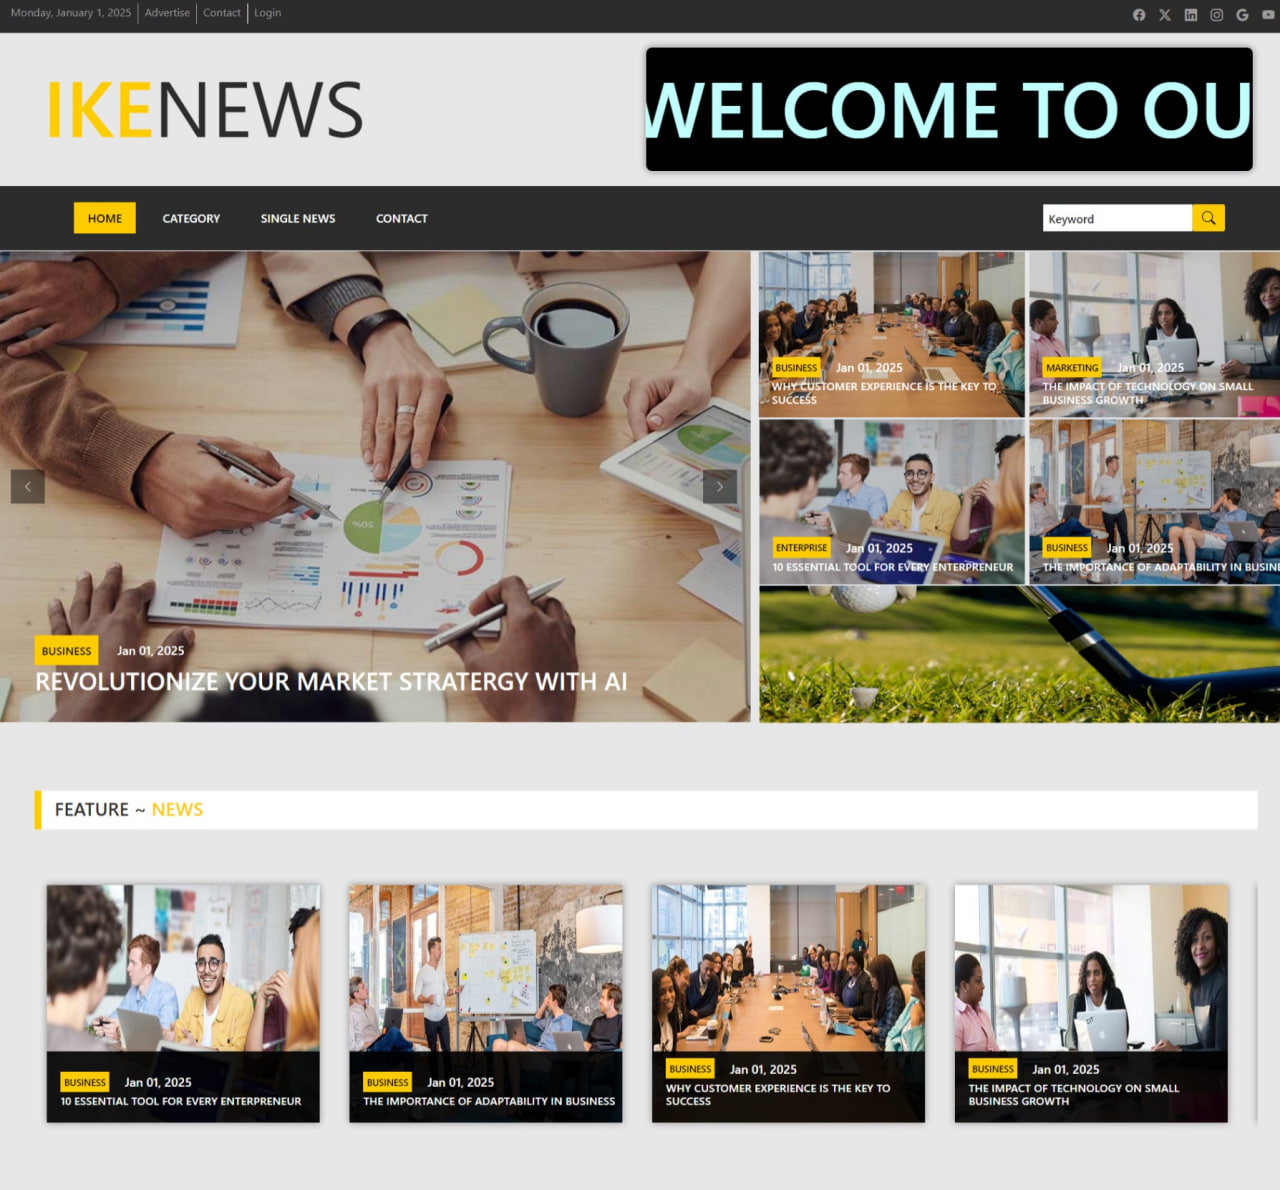 Monday, January 1, 2025 Advertise Contact Login
IKENEWS
WELCOME TO OU
HOME CATEGORY SINGLE NEWS CONTACT
Keyword
BUSINESS Jan 01, 2025
WHY CUSTOMER EXPERIENCE IS THE KEY TO
SUCCESS
MARKETING Jan 01, 2025
THE IMPACT OF TECHNOLOGY ON SMALL
BUSINESS GROWTH
ENTERPRISE Jan 01, 2025
10 ESSENTIAL TOOL FOR EVERY ENTERPRENEUR
BUSINESS Jan 01, 2025
THE IMPORTANCE OF ADAPTABILITY IN BUSINE
50%
BUSINESS Jan 01, 2025
REVOLUTIONIZE YOUR MARKET STRATERGY WITH AI
FEATURE ~ NEWS
BUSINESS Jan 01, 2025
10 ESSENTIAL TOOL FOR EVERY ENTERPRENEUR
BUSINESS Jan 01, 2025
THE IMPORTANCE OF ADAPTABILITY IN BUSINESS
BUSINESS Jan 01, 2025
WHY CUSTOMER EXPERIENCE IS THE KEY TO
SUCCESS
BUSINESS Jan 01, 2025
THE IMPACT OF TECHNOLOGY ON SMALL
BUSINESS GROWTH